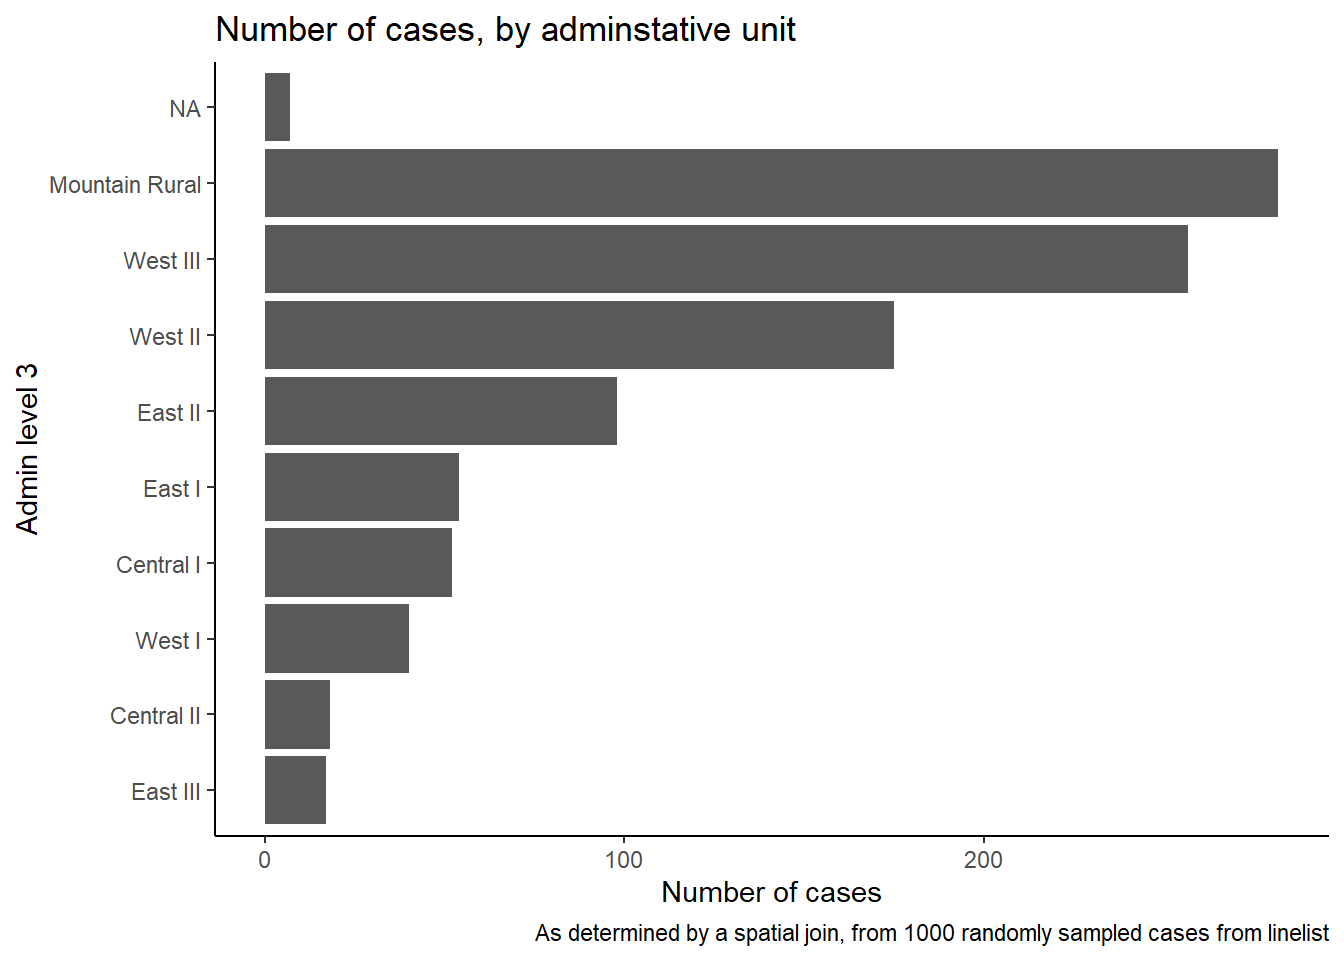 Number of cases, by adminstative unit
NA
Mountain Rural
West III
West II
East II
East I
Central I
West I
Central II
East III
Admin level 3
0 100 200
Number of cases
As determined by a spatial join, from 1000 randomly sampled cases from linelist